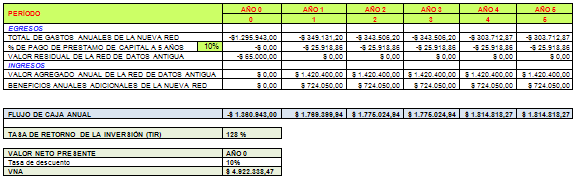 PERÍODO AÑO 0 AÑO 1 AÑO 2 AÑO 3 AÑO 4 AÑO 5
0 1 2 3 4 5
EGRESOS
TOTAL DE GASTOS ANUALES DE LA NUEVA RED -$ 1.295.943,00 -$ 349.131,20 -$ 343.506,20 -$ 343.506,20 -$ 303.712,87 -$ 303.712,87
% DE PAGO DE PRESTAMO DE CAPITAL A 5 AÑOS 10% -$ 0,00 -$ 25.918,86 -$ 25.918,86 -$ 25.918,86 -$ 25.918,86 -$ 25.918,86
VALOR RESIDUAL DE LA RED DE DATOS ANTIGUA -$ 65.000,00 $ 0,00 $ 0,00 $ 0,00 $ 0,00 $ 0,00
INGRESOS
VALOR AGREGADO ANUAL DE LA RED DE DATOS ANTIGUA $ 0,00 $ 1.420.400,00 $ 1.420.400,00 $ 1.420.400,00 $ 1.420.400,00 $ 1.420.400,00
BENEFICIOS ANUALES ADICIONALES DE LA NUEVA RED $ 0,00 $ 724.050,00 $ 724.050,00 $ 724.050,00 $ 724.050,00 $ 724.050,00
FLUJO DE CAJA ANUAL -$ 1.360.943,00 $ 1.769.399,94 $ 1.775.024,94 $ 1.775.024,94 $ 1.814.818,27 $ 1.814.818,27
TASA DE RETORNO DE LA INVERSIÓN (TIR) 128 %
VALOR NETO PRESENTE AÑO 0
Tasa de descuento 10%
VNA $ 4.922.338,47